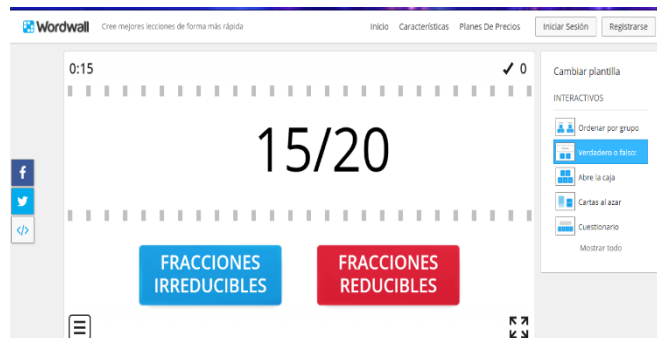 Wordwall Cree mejores lecciones de forma más rápida Inicio Características Planes De Precios Iniciar Sesión Registrarse
0:15 ✓ 0
15/20
FRACCIONES
IRREDUCIBLES
FRACCIONES
REDUCIBLES
Cambiar plantilla
INTERACTIVOS
Ordenar por grupo
Verdadero o falso:
Abre la caja
Cartas al azar
Cuestionario
Mostrar todo
f
</>